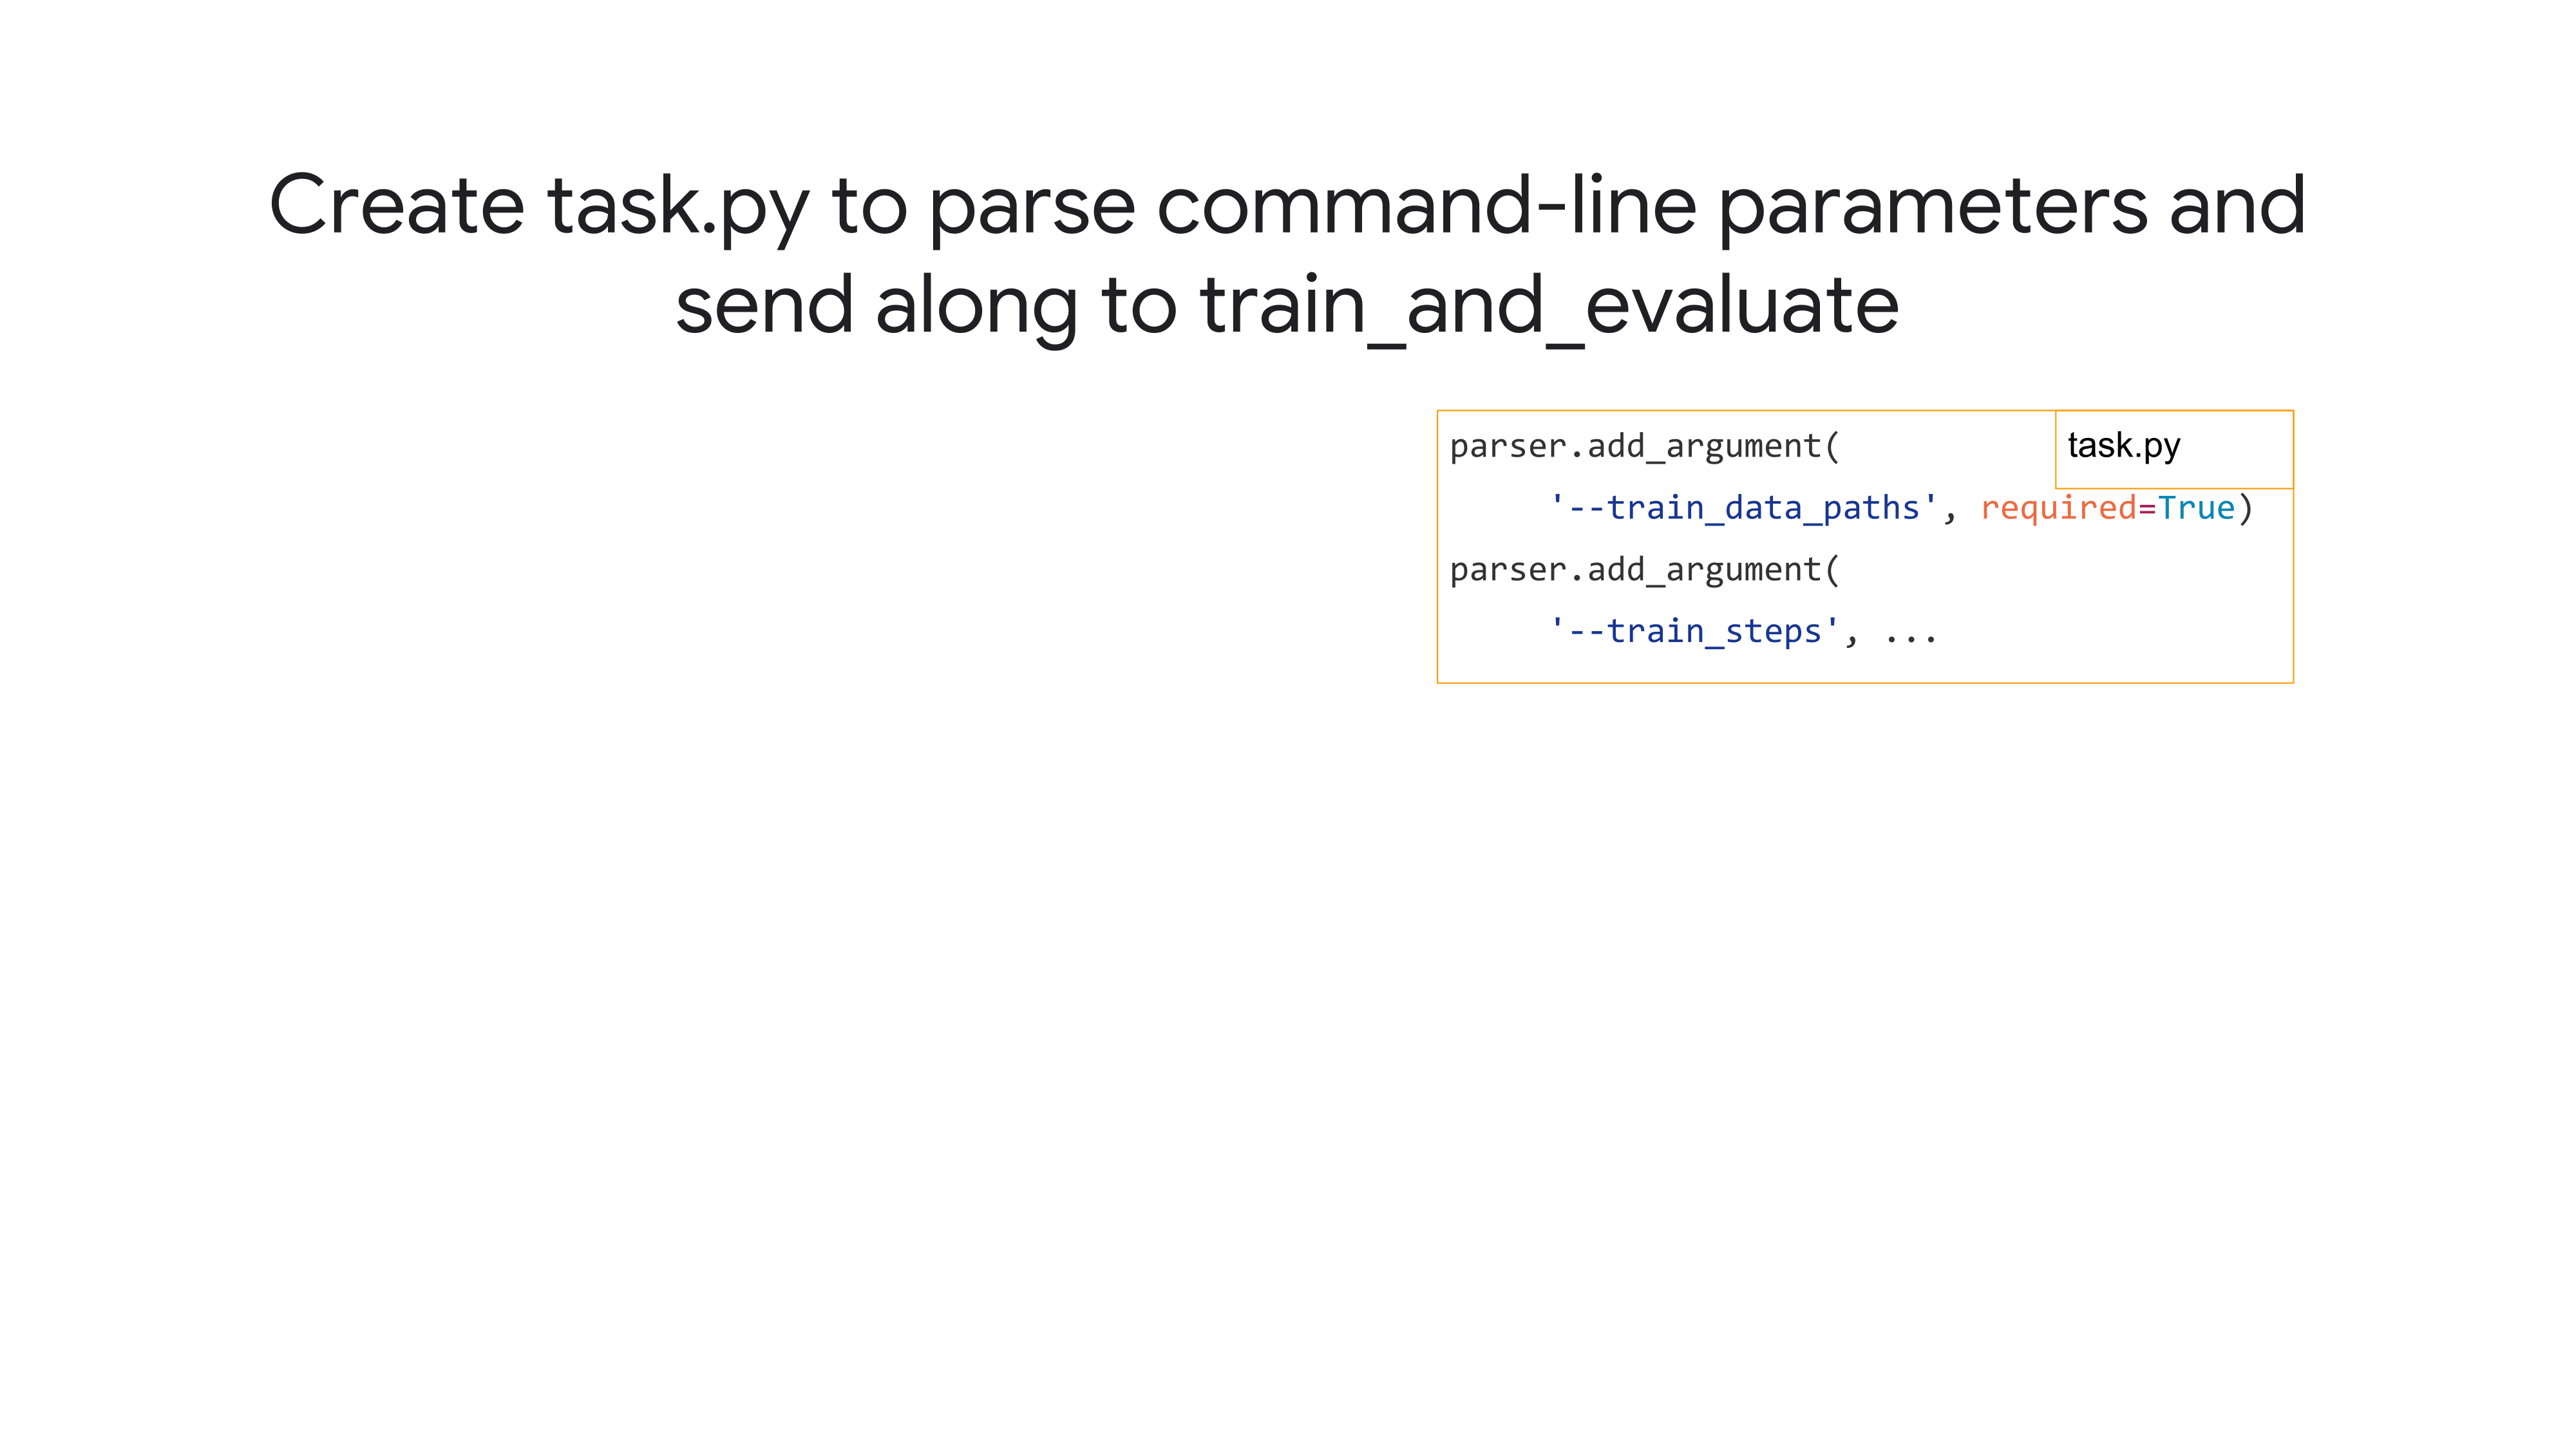 Create task.py to parse command-line parameters and
send along to train_and_evaluate
parser.add_argument(
task.py
'--train_data_paths', required=True)
parser.add_argument(
'--train_steps', ...